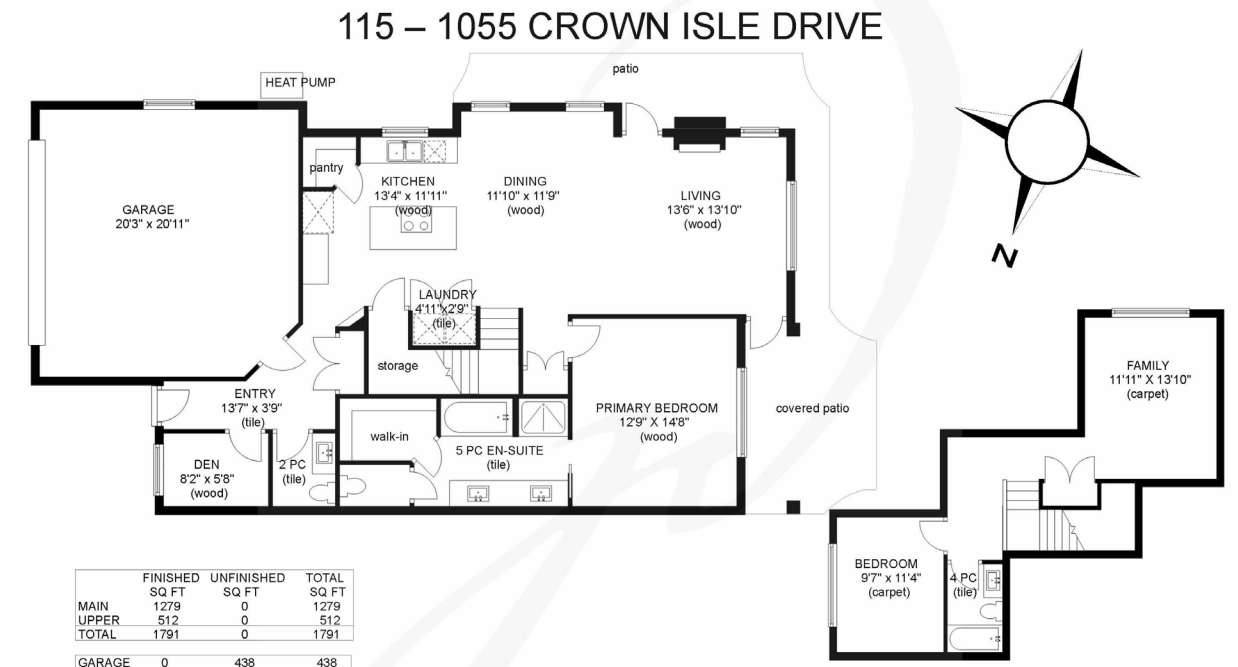 115 – 1055 CROWN ISLE DRIVE
patio
HEAT PUMP
pantry
KITCHEN
13'4" x 11'11"
(wood)
DINING
11'10" x 11'9"
(wood)
LIVING
13'6" x 13'10"
(wood)
GARAGE
20'3" x 20'11"
N
LAUNDRY
4'11"x2'9"
(tile)
storage
ENTRY
13'7" x 3'9"
(tile)
PRIMARY BEDROOM
12'9" X 14'8"
(wood)
covered patio
FAMILY
11'11" X 13'10"
(carpet)
walk-in
5 PC EN-SUITE
(tile)
DEN
8'2" x 5'8"
(wood)
2 PC
(tile)
BEDROOM
9'7" x 11'4"
(carpet)
4 PC
(tile)
FINISHED UNFINISHED TOTAL
SQ FT SQ FT SQ FT
MAIN 1279 0 1279
UPPER 512 0 512
TOTAL 1791 0 1791
GARAGE 0 438 438